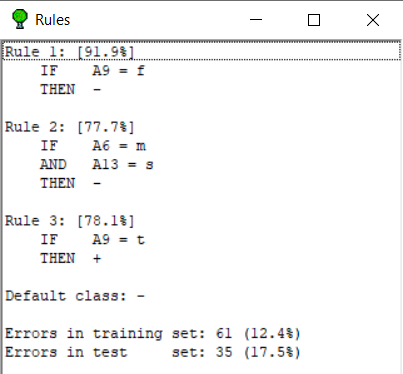 Rules
Rule 1: [91.9%]
IF A9 = f
THEN -
Rule 2: [77.7%]
IF A6 = m
AND A13 = s
THEN -
Rule 3: [78.1%]
IF A9 = t
THEN +
Default class: -
Errors in training set: 61 (12.4%)
Errors in test set: 35 (17.5%)